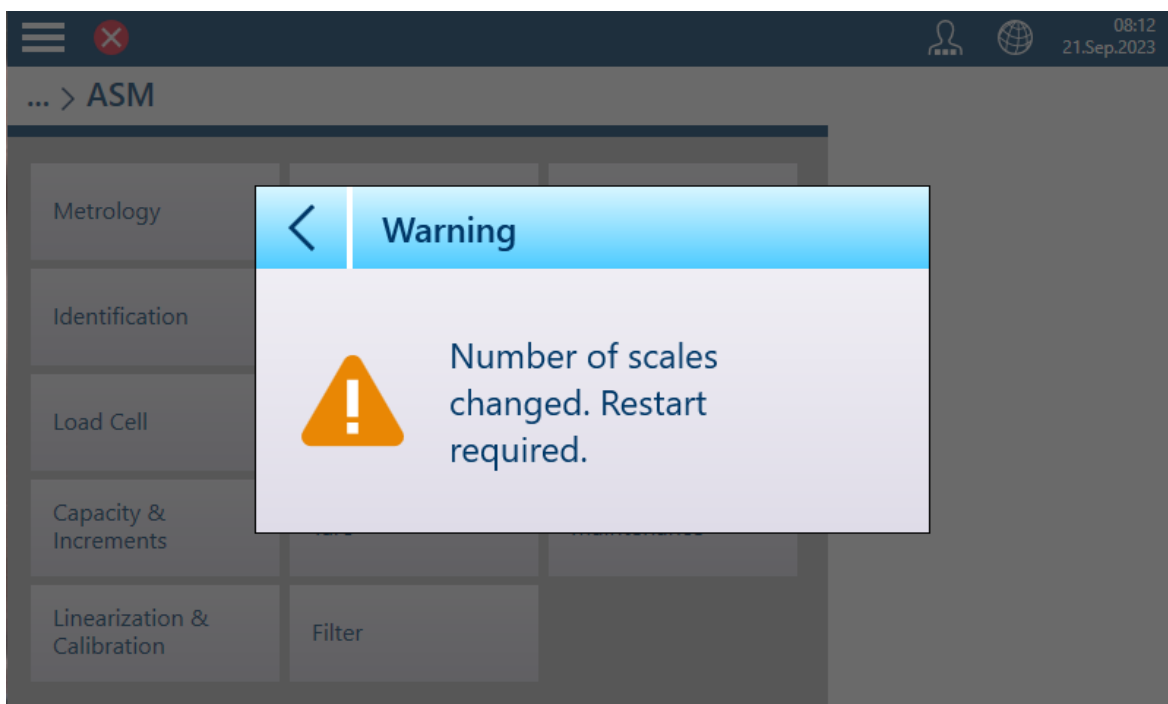 08:12
21.Sep.2023
... > ASM
Metrology
Warning
Identification
Number of scales
changed. Restart
required.
Load Cell
Capacity &
Increments
Linearization &
Calibration
Filter